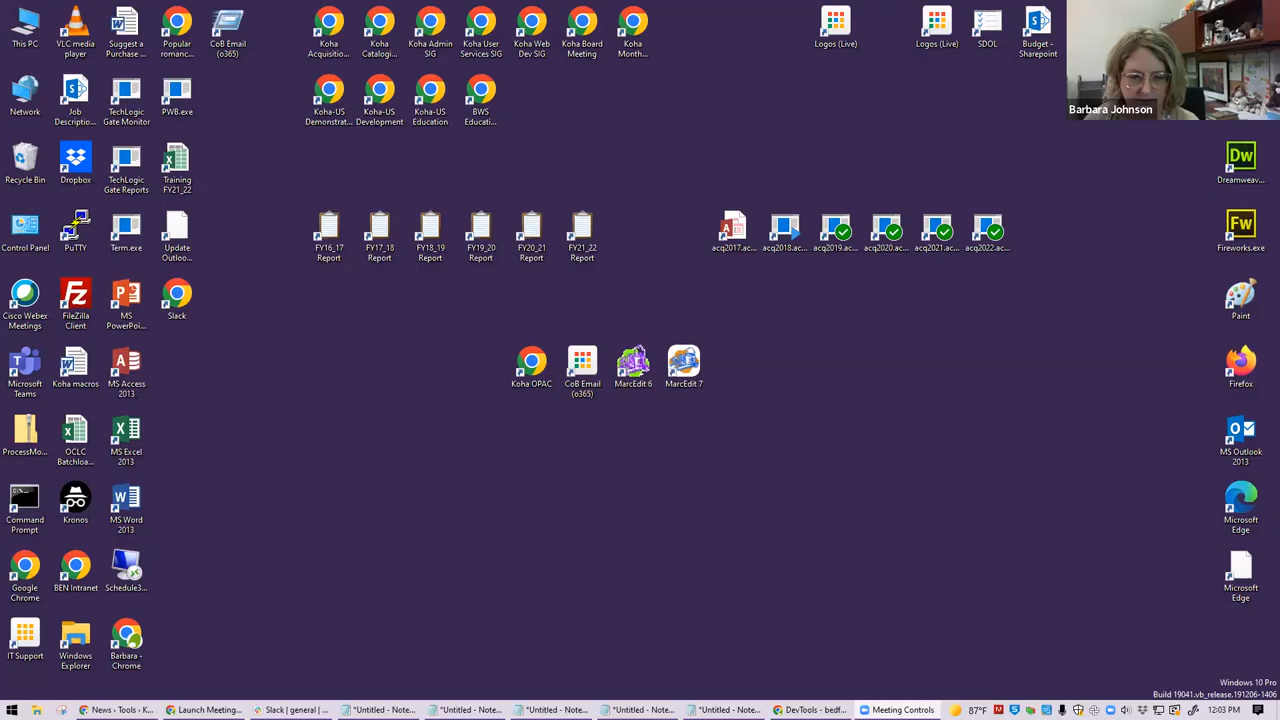 This PC
VLC media player
Suggest a Purchase ...
Popular romanc...
CoB Email (o365)
Koha Acquisitio...
Koha Catalogi...
Koha Admin SIG
Koha User Services SIG
Koha Web Dev SIG
Koha Board Meeting
Koha Month...
Logos (Live)
Logos (Live)
SDOL
Budget - Sharepoint
Barbara Johnson
Network
Job Descriptio...
TechLogic Gate Monitor
PWB.exe
Koha-US Demonstrat...
Koha-US Development
Koha-US Education
BWS Educati...
Recycle Bin
Dropbox
TechLogic Gate Reports
Training FY21_22
Dw
Dreamweav...
Control Panel
PuTTY
Term.exe
Update Outloo...
FY16_17 Report
FY17_18 Report
FY18_19 Report
FY19_20 Report
FY20_21 Report
FY21_22 Report
acq2017.ac...
acq2018.ac...
acq2019.ac...
acq2020.ac...
acq2021.ac...
acq2022.ac...
Fw
Fireworks.exe
Cisco Webex Meetings
FileZilla Client
MS PowerPoi...
Slack
Paint
Microsoft Teams
Koha macros
MS Access 2013
Koha OPAC
CoB Email (o365)
MarcEdit 6
MarcEdit 7
Firefox
ProcessMo...
OCLC Batchloa...
MS Excel 2013
MS Outlook 2013
Command Prompt
Kronos
MS Word 2013
Microsoft Edge
Google Chrome
BEN Intranet
Schedule3...
Microsoft Edge
IT Support
Windows Explorer
Barbara - Chrome
Windows 10 Pro
Build 19041.vb_release.191206-1406
News › Tools › K...
Launch Meeting...
Slack | general | ...
*Untitled - Note...
*Untitled - Note...
*Untitled - Note...
*Untitled - Note...
*Untitled - Note...
DevTools - bedf...
Meeting Controls
87°F
12:03 PM